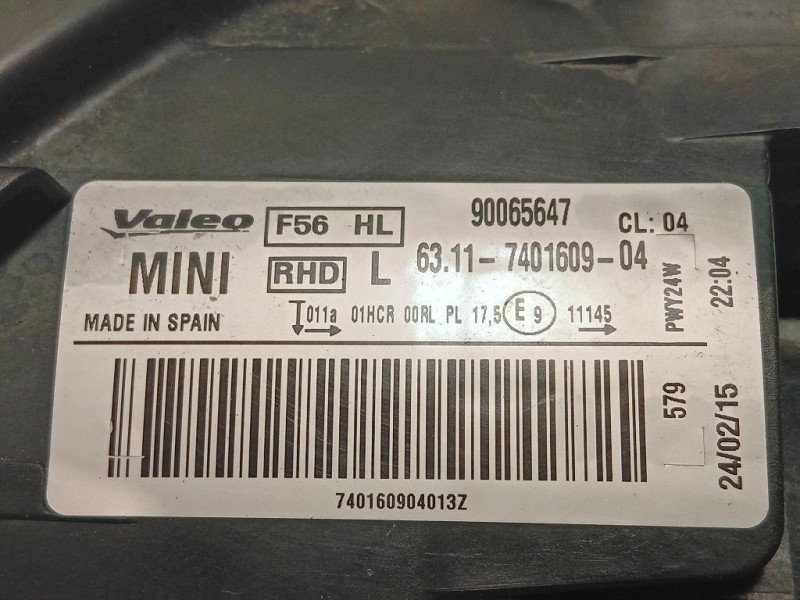 Valeo F56 HL 90065647 CL: 04
MINI RHD L 63.11-7401609-04
MADE IN SPAIN 011a 01HCR 00RL PL 17,5 E 9 11145
PWY24W 22:04
579 24/02/15
740160904013Z